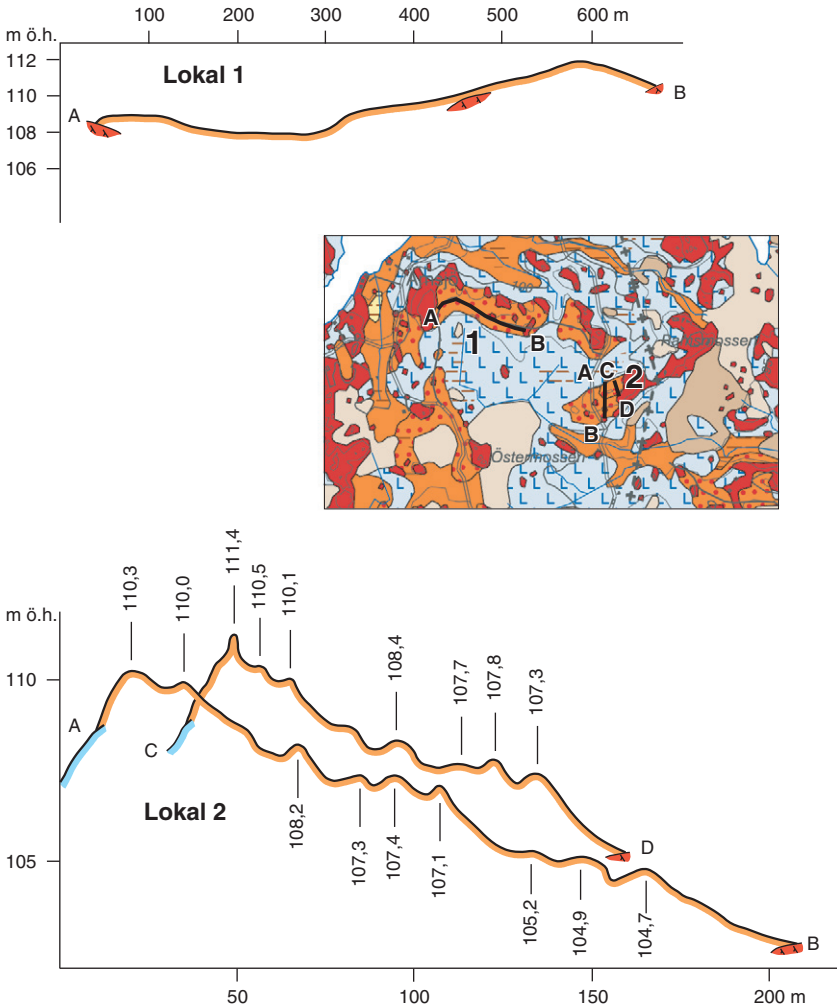 100 200 300 400 500 600 m
m ö.h.
112
Lokal 1
110
A
B
108
106
A
1
B
A
C
2
D
B
Östermossen
110,3
110,0
111,4
110,5
110,1
108,4
107,7
107,8
107,3
m ö.h.
110
A
C
Lokal 2
108,2
107,3
107,4
107,1
105,2
104,9
104,7
D
105
B
50 100 150 200 m